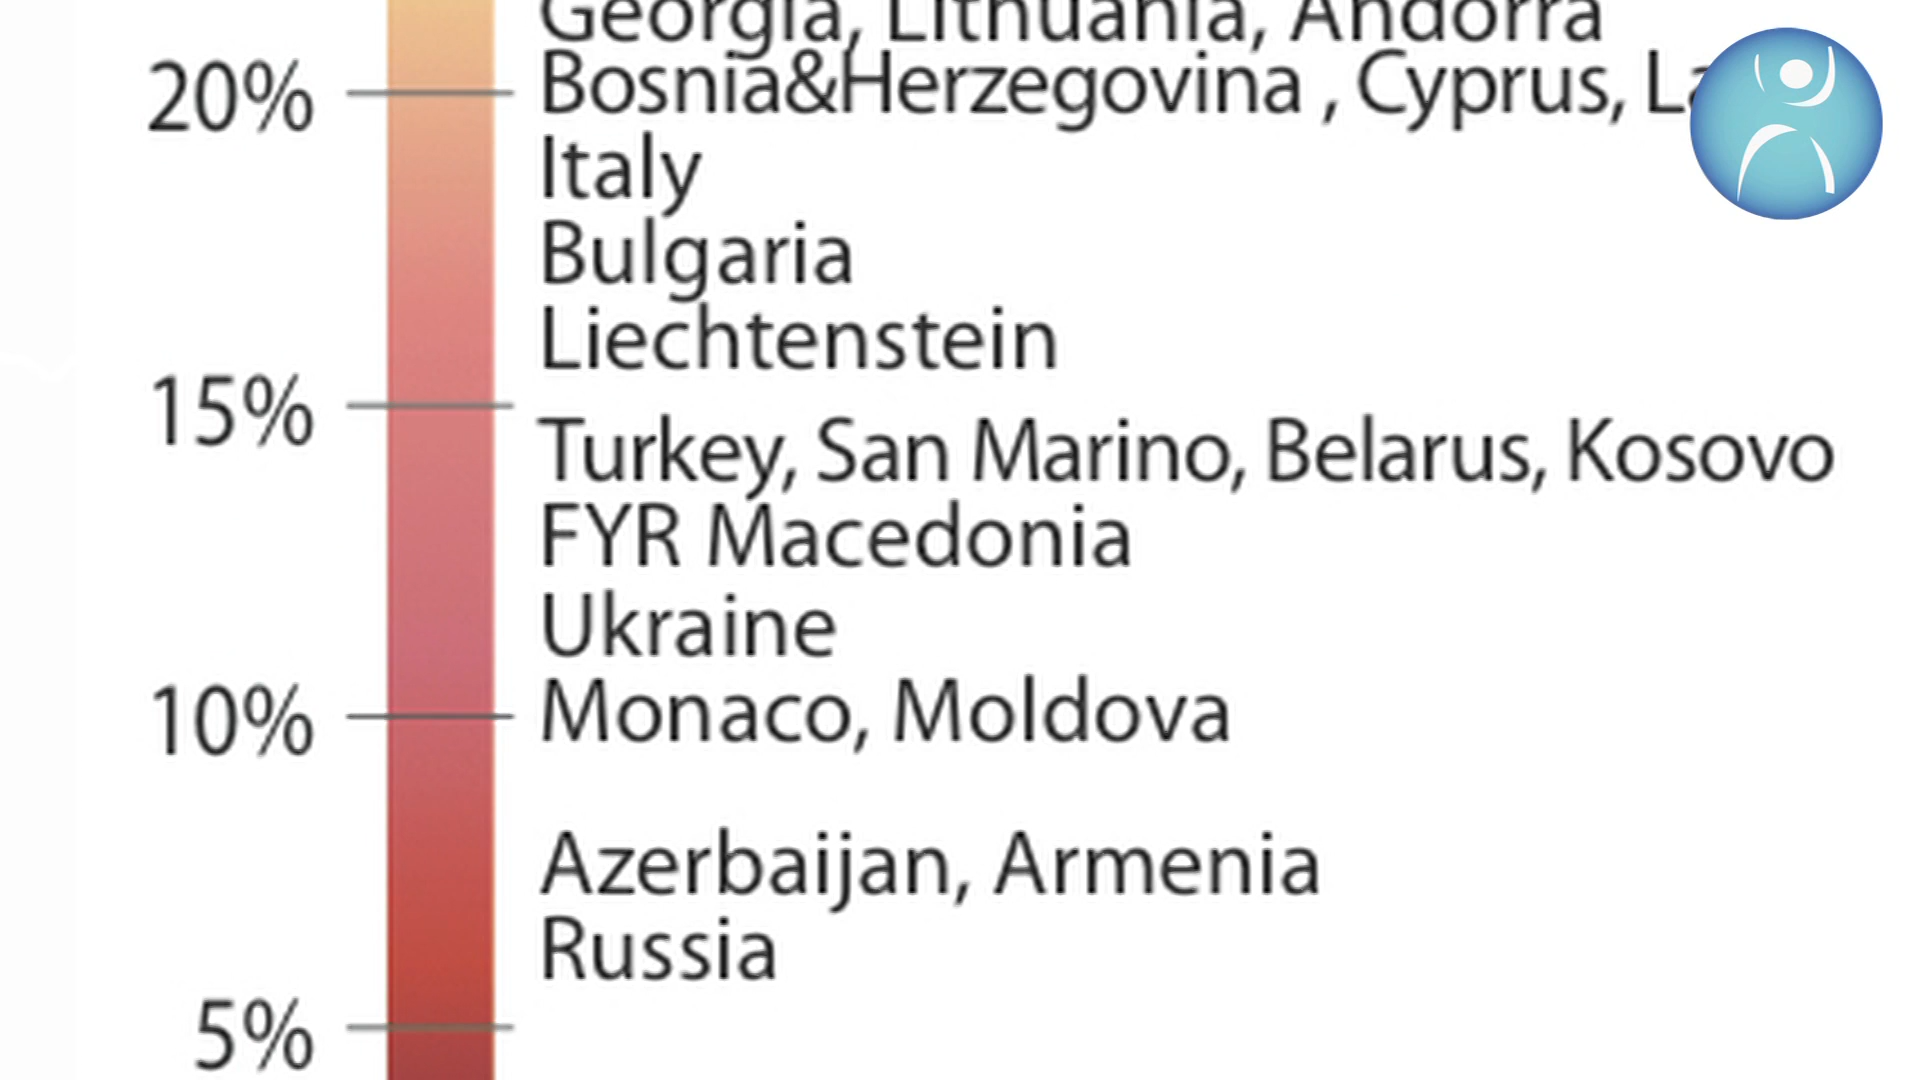 Georgia, Lithuania, Andorra
20% Bosnia&Herzegovina , Cyprus,
Italy
Bulgaria
Liechtenstein
15%
Turkey, San Marino, Belarus, Kosovo
FYR Macedonia
Ukraine
10% Monaco, Moldova
Azerbaijan, Armenia
Russia
5%